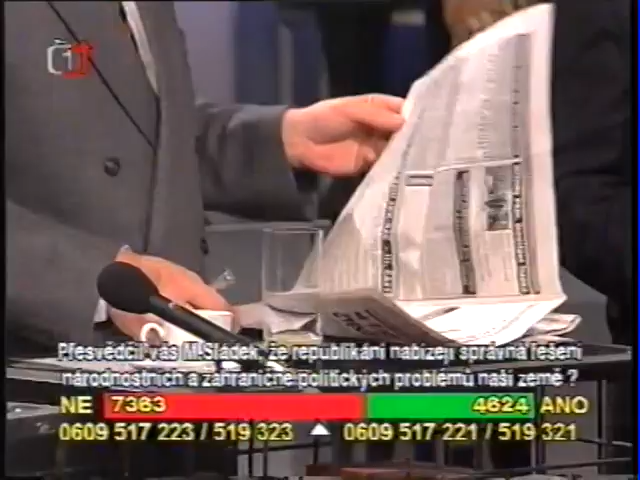 ČT1
Přesvědčil vás M.Sládek, že republikáni nabízejí správná řešení
národnostních a zahraničně politických problémů naší země ?
NE 7363 4624 ANO
0609 517 223 / 519 323 0609 517 221 / 519 321